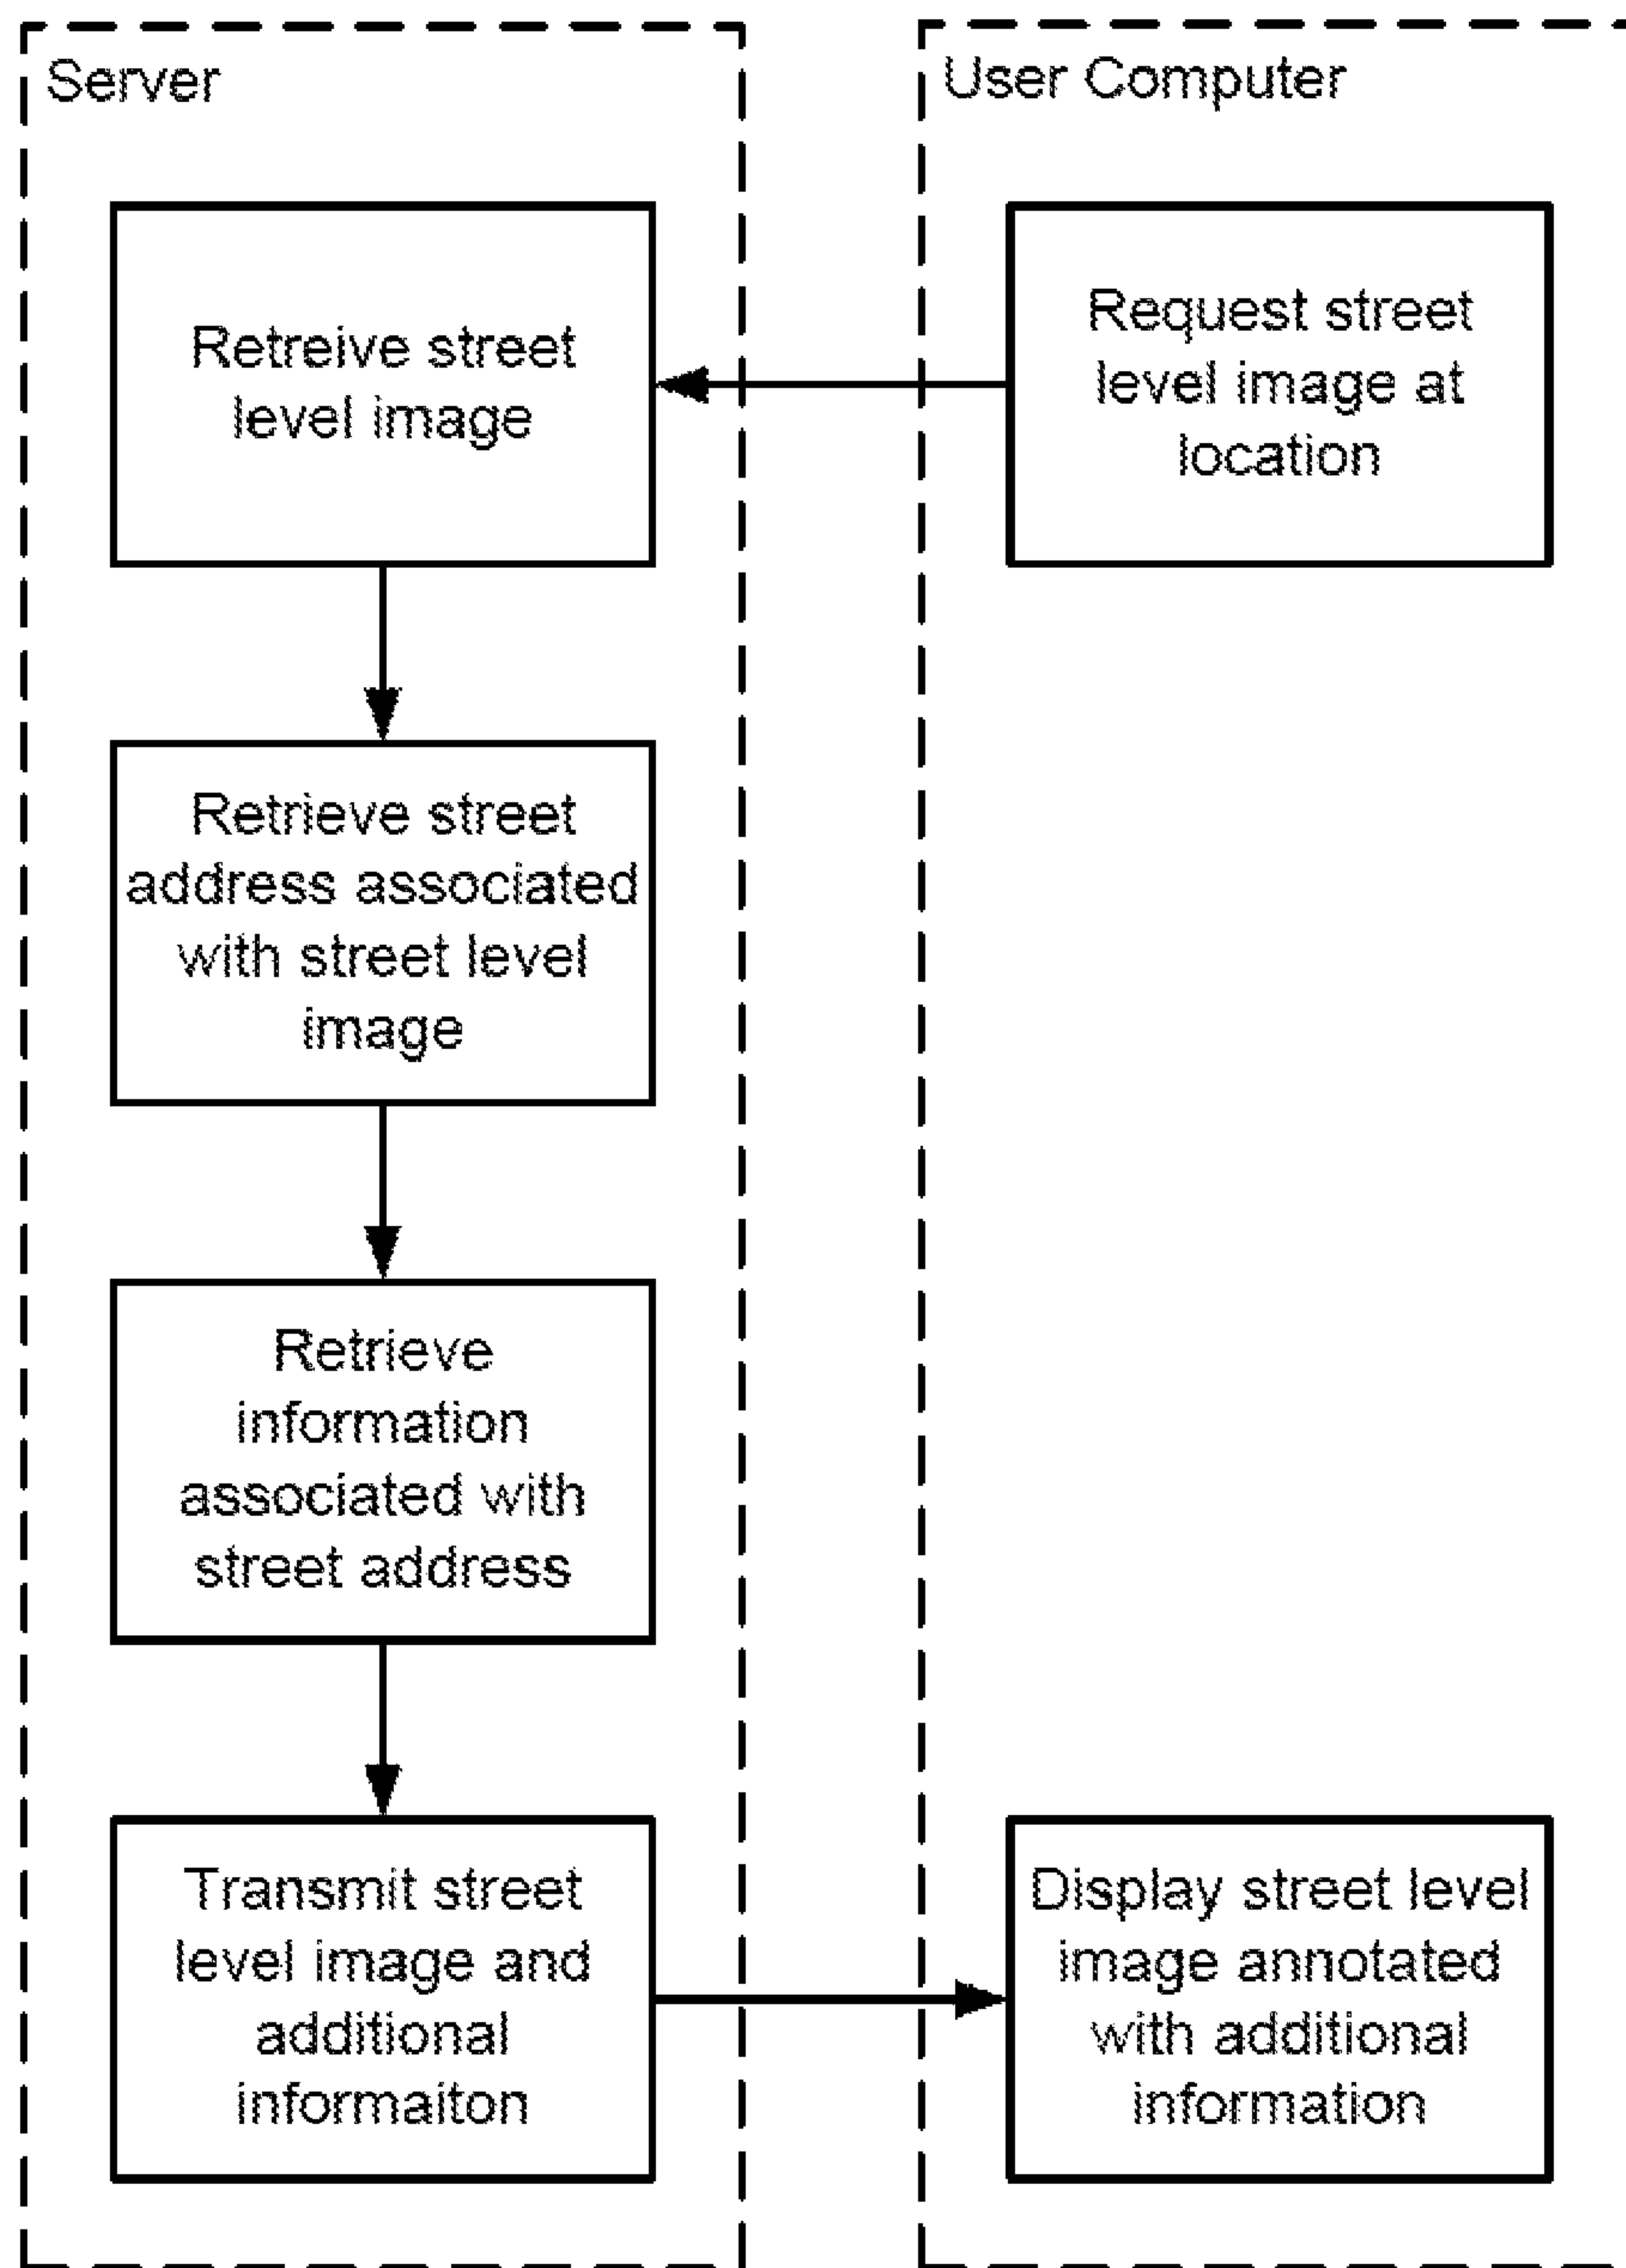 Server
Retreive street
level image
Retrieve street
address associated
with street level
image
Retrieve
information
associated with
street address
Transmit street
level image and
additional
informaiton
User Computer
Request street
level image at
location
Display street level
image annotated
with additional
information